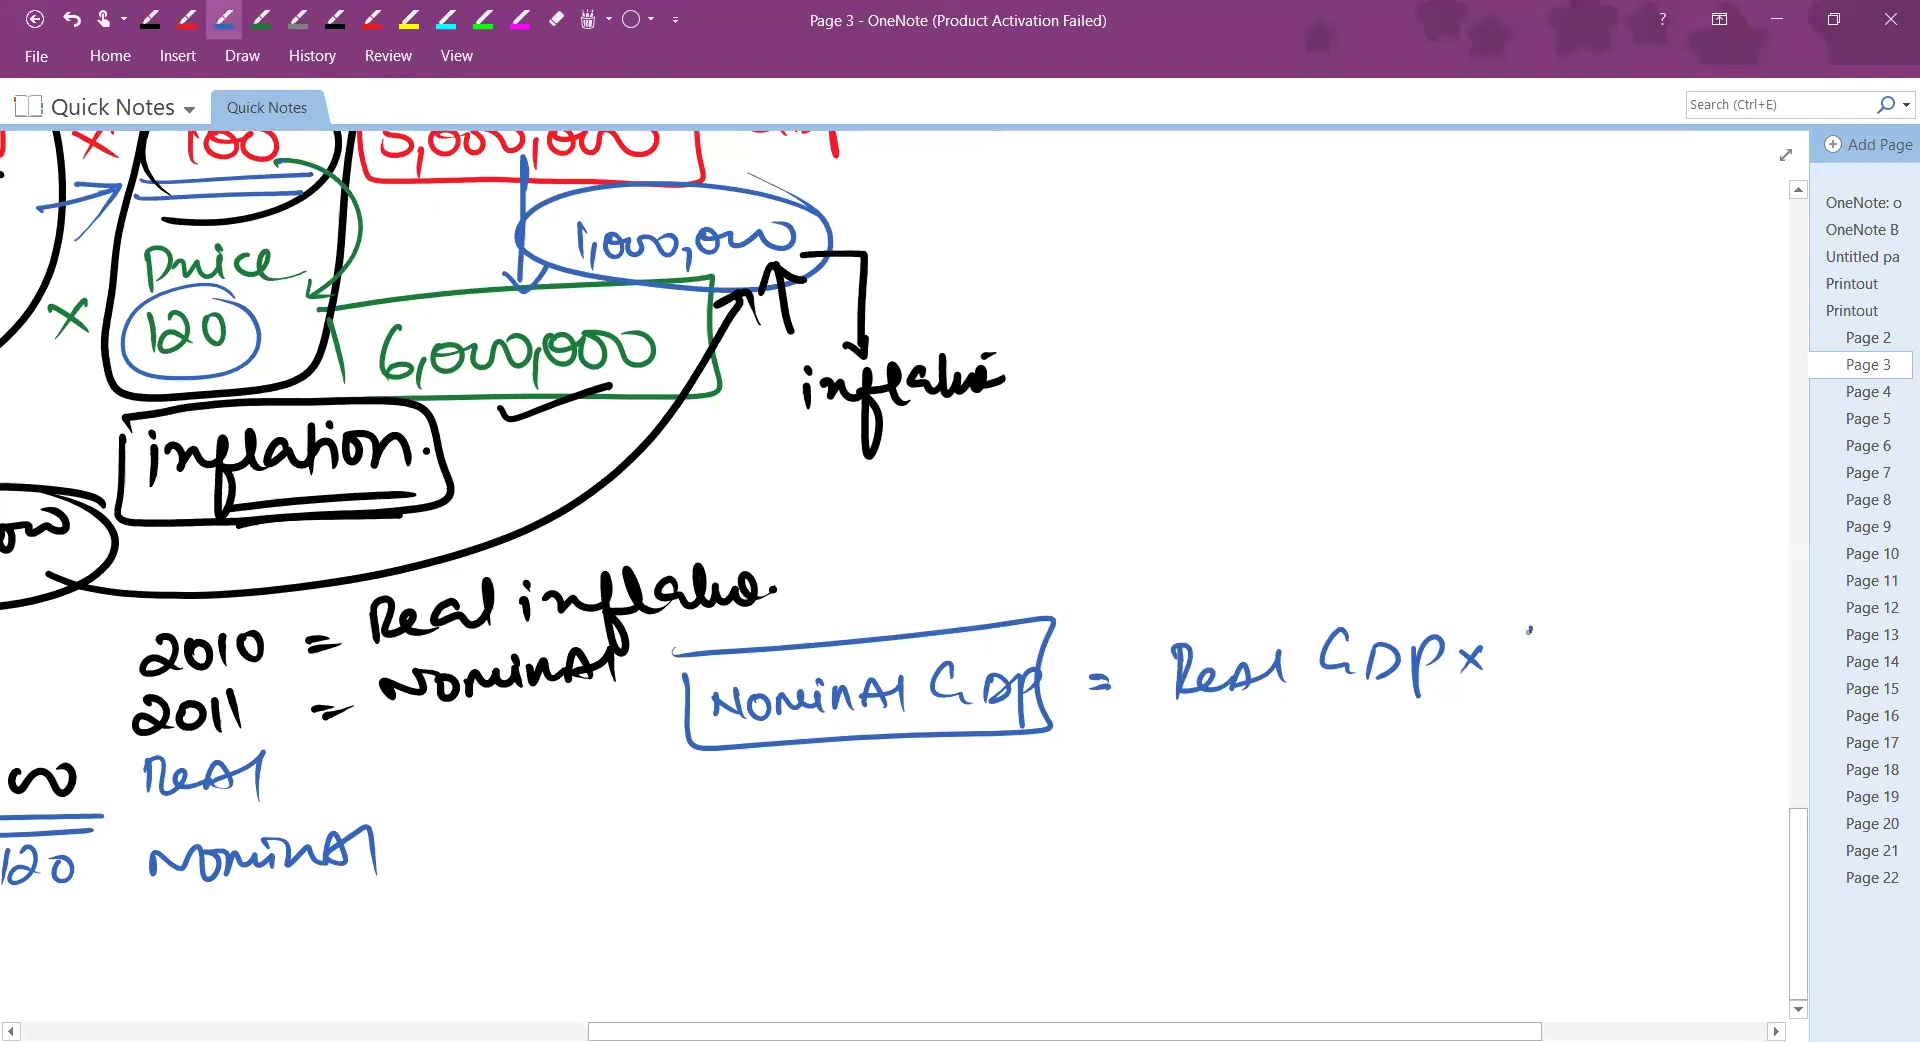 Page 3 - OneNote (Product Activation Failed)
?
File Home Insert Draw History Review View
Quick Notes
Quick Notes
Search (Ctrl+E)
Add Page
OneNote: o
OneNote B
Untitled pa
Printout
Printout
Page 2
Page 3
Page 4
Page 5
Page 6
Page 7
Page 8
Page 9
Page 10
Page 11
Page 12
Page 13
Page 14
Page 15
Page 16
Page 17
Page 18
Page 19
Page 20
Page 21
Page 22
x 100 5,000,000
1,000,000
Price
x 120 6,000,000
inflation.
2010 = Real
2011 = Nominal
Nominal GDP = Real GDP x
Real
120 Nominal